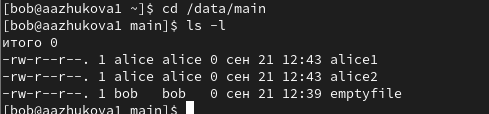 [bob@aazhukova1 ~]$ cd /data/main
[bob@aazhukova1 main]$ ls -l
итого 0
-rw-r--r--. 1 alice alice 0 сен 21 12:43 alice1
-rw-r--r--. 1 alice alice 0 сен 21 12:43 alice2
-rw-r--r--. 1 bob   bob   0 сен 21 12:39 emptyfile
[bob@aazhukova1 main]$